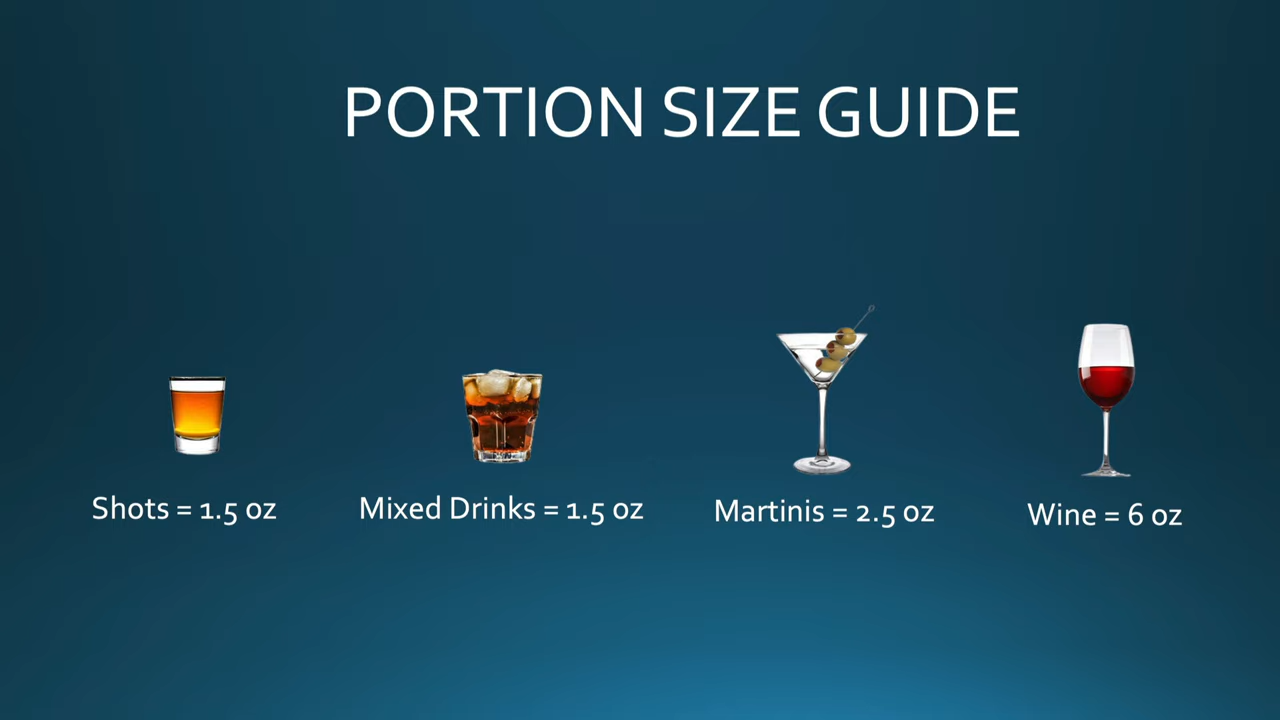 PORTION SIZE GUIDE
Shots = 1.5 oz
Mixed Drinks = 1.5 oz
Martinis = 2.5 oz
Wine = 6 oz